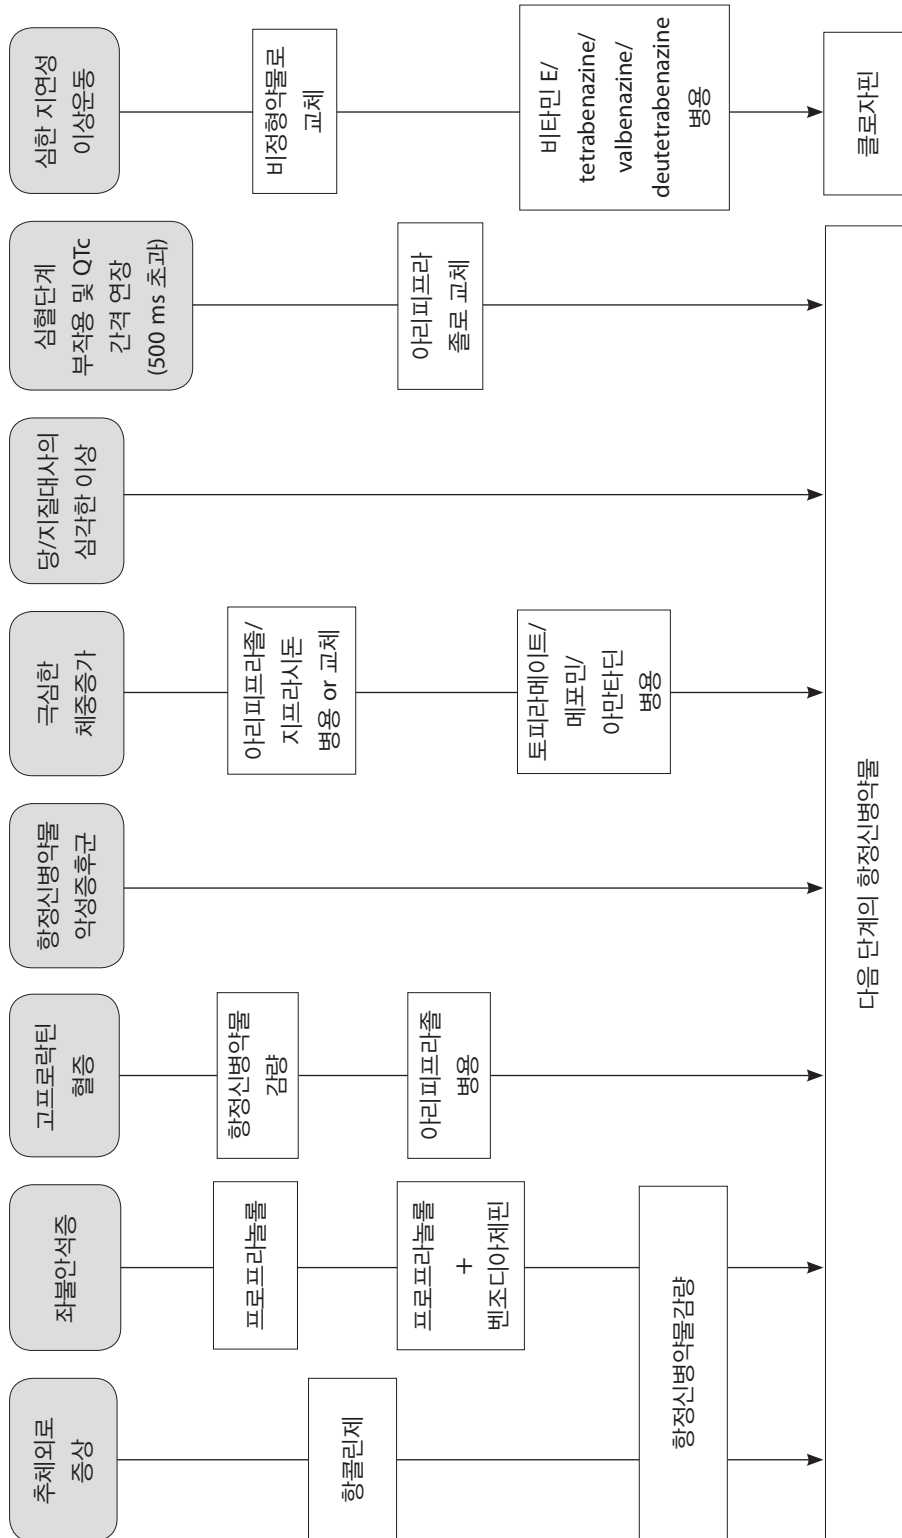 추체외로
증상
항콜린제
좌불안석증
프로프라놀롤
프로프라놀롤
+
벤조디아제핀
항정신병약물감량
고프로락틴
혈증
항정신병약물
감량
아리피프라졸
병용
항정신병약물
악성증후군
극심한
체중증가
아리피프라졸/
지프라시돈
병용 or 교체
토피라메이트/
메포민/
아만타딘
병용
당/지질대사의
심각한 이상
심혈단계
부작용 및 QTc
간격 연장
(500 ms 초과)
아리피프라
졸로 교체
다음 단계의 항정신병약물
심한 지연성
이상운동
비정형약물로
교체
비타민 E/
tetrabenazine/
valbenazine/
deutetrabenazine
병용
클로자핀